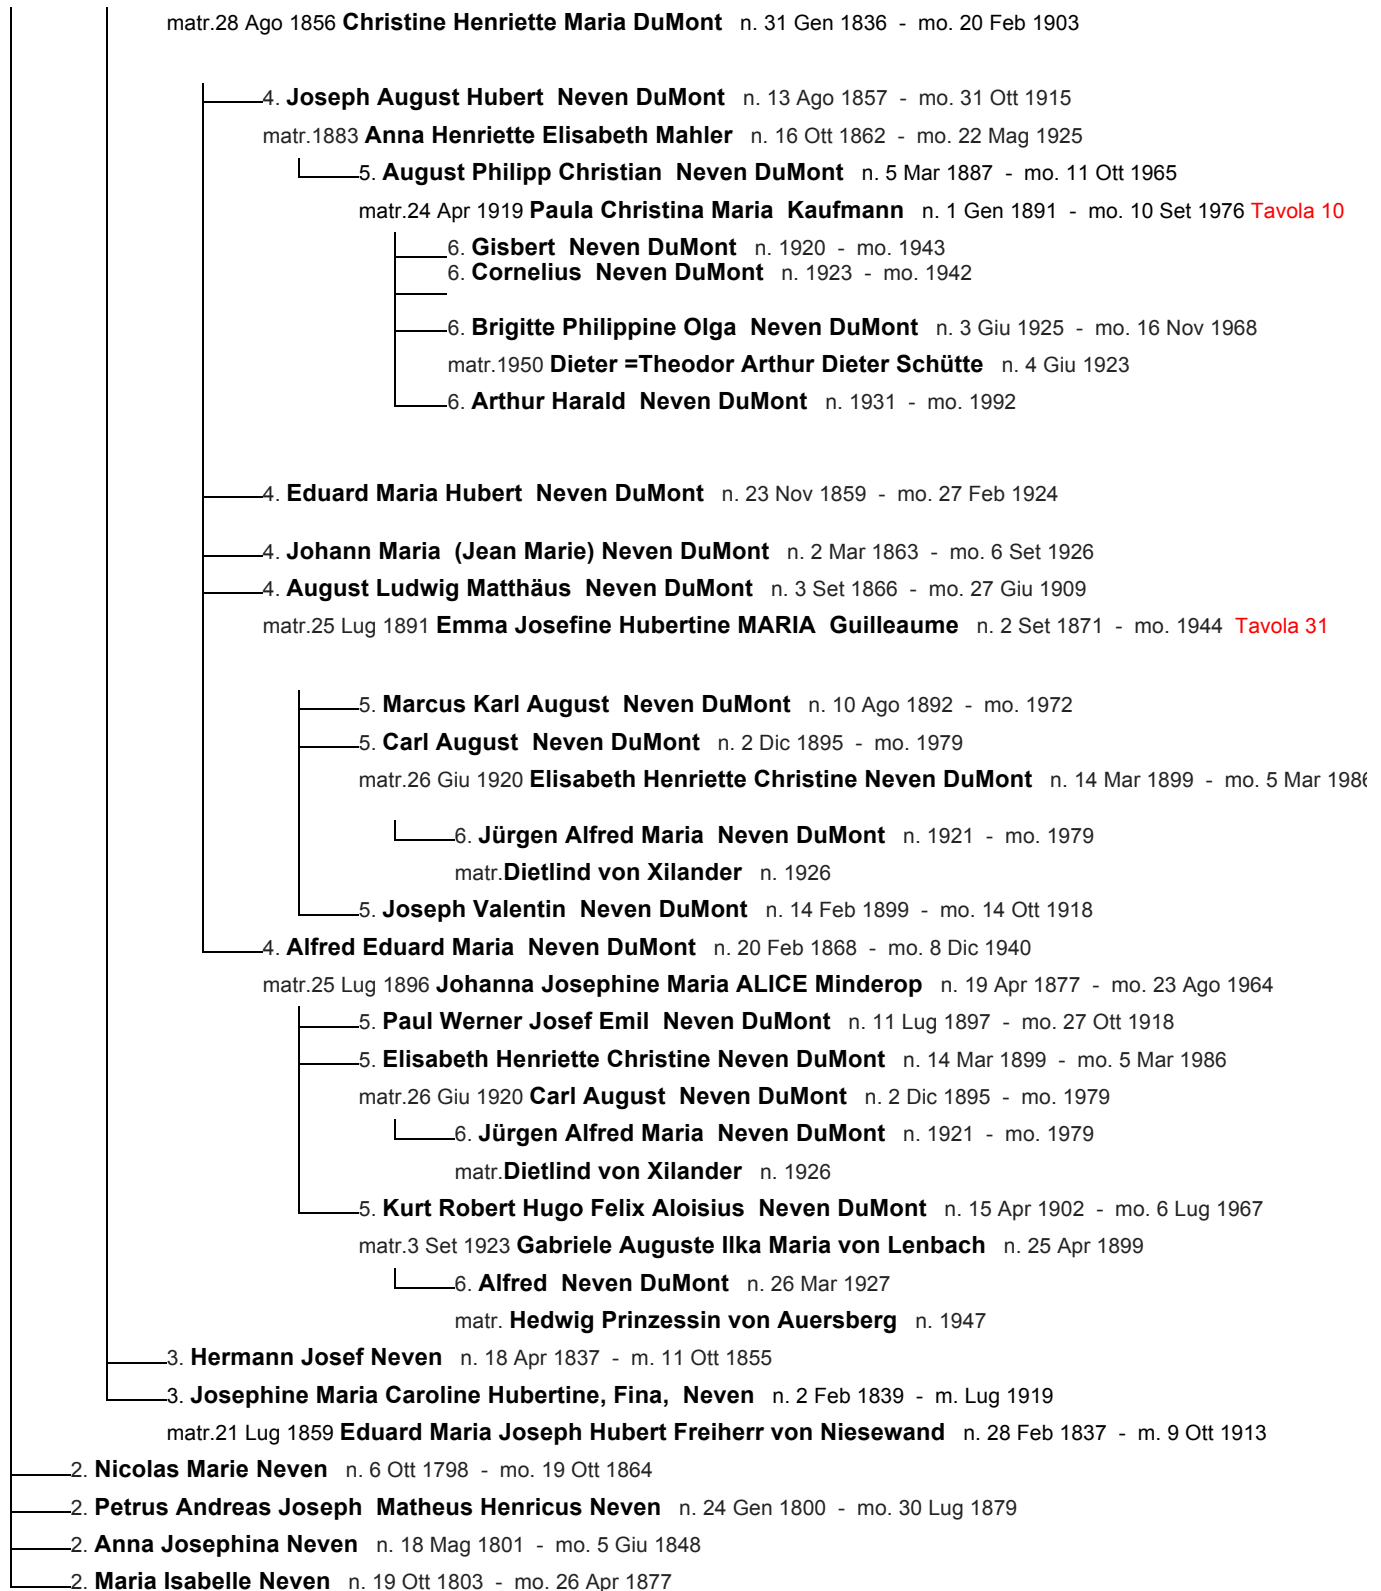 matr.28 Ago 1856 Christine Henriette Maria DuMont n. 31 Gen 1836 - mo. 20 Feb 1903
4. Joseph August Hubert Neven DuMont n. 13 Ago 1857 - mo. 31 Ott 1915
matr.1883 Anna Henriette Elisabeth Mahler n. 16 Ott 1862 - mo. 22 Mag 1925
5. August Philipp Christian Neven DuMont n. 5 Mar 1887 - mo. 11 Ott 1965
matr.24 Apr 1919 Paula Christina Maria Kaufmann n. 1 Gen 1891 - mo. 10 Set 1976 Tavola 10
6. Gisbert Neven DuMont n. 1920 - mo. 1943
6. Cornelius Neven DuMont n. 1923 - mo. 1942
6. Brigitte Philippine Olga Neven DuMont n. 3 Giu 1925 - mo. 16 Nov 1968
matr.1950 Dieter =Theodor Arthur Dieter Schütte n. 4 Giu 1923
6. Arthur Harald Neven DuMont n. 1931 - mo. 1992
4. Eduard Maria Hubert Neven DuMont n. 23 Nov 1859 - mo. 27 Feb 1924
4. Johann Maria (Jean Marie) Neven DuMont n. 2 Mar 1863 - mo. 6 Set 1926
4. August Ludwig Matthäus Neven DuMont n. 3 Set 1866 - mo. 27 Giu 1909
matr.25 Lug 1891 Emma Josefine Hubertine MARIA Guilleaume n. 2 Set 1871 - mo. 1944 Tavola 31
5. Marcus Karl August Neven DuMont n. 10 Ago 1892 - mo. 1972
5. Carl August Neven DuMont n. 2 Dic 1895 - mo. 1979
matr.26 Giu 1920 Elisabeth Henriette Christine Neven DuMont n. 14 Mar 1899 - mo. 5 Mar 1986
6. Jürgen Alfred Maria Neven DuMont n. 1921 - mo. 1979
matr.Dietlind von Xilander n. 1926
5. Joseph Valentin Neven DuMont n. 14 Feb 1899 - mo. 14 Ott 1918
4. Alfred Eduard Maria Neven DuMont n. 20 Feb 1868 - mo. 8 Dic 1940
matr.25 Lug 1896 Johanna Josephine Maria ALICE Minderop n. 19 Apr 1877 - mo. 23 Ago 1964
5. Paul Werner Josef Emil Neven DuMont n. 11 Lug 1897 - mo. 27 Ott 1918
5. Elisabeth Henriette Christine Neven DuMont n. 14 Mar 1899 - mo. 5 Mar 1986
matr.26 Giu 1920 Carl August Neven DuMont n. 2 Dic 1895 - mo. 1979
6. Jürgen Alfred Maria Neven DuMont n. 1921 - mo. 1979
matr.Dietlind von Xilander n. 1926
5. Kurt Robert Hugo Felix Aloisius Neven DuMont n. 15 Apr 1902 - mo. 6 Lug 1967
matr.3 Set 1923 Gabriele Auguste Ilka Maria von Lenbach n. 25 Apr 1899
6. Alfred Neven DuMont n. 26 Mar 1927
matr. Hedwig Prinzessin von Auersberg n. 1947
3. Hermann Josef Neven n. 18 Apr 1837 - m. 11 Ott 1855
3. Josephine Maria Caroline Hubertine, Fina, Neven n. 2 Feb 1839 - m. Lug 1919
matr.21 Lug 1859 Eduard Maria Joseph Hubert Freiherr von Niesewand n. 28 Feb 1837 - m. 9 Ott 1913
2. Nicolas Marie Neven n. 6 Ott 1798 - mo. 19 Ott 1864
2. Petrus Andreas Joseph Matheus Henricus Neven n. 24 Gen 1800 - mo. 30 Lug 1879
2. Anna Josephina Neven n. 18 Mag 1801 - mo. 5 Giu 1848
2. Maria Isabelle Neven n. 19 Ott 1803 - mo. 26 Apr 1877